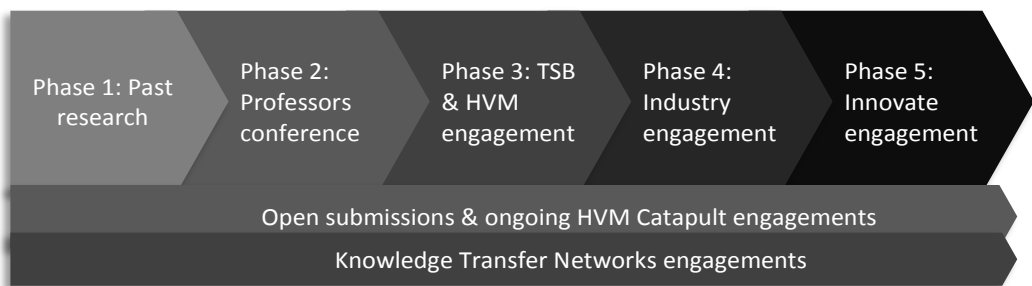 Phase 1: Past
research
Phase 2:
Professors
conference
Phase 3: TSB
& HVM
engagement
Phase 4:
Industry
engagement
Phase 5:
Innovate
engagement
Open submissions & ongoing HVM Catapult engagements
Knowledge Transfer Networks engagements